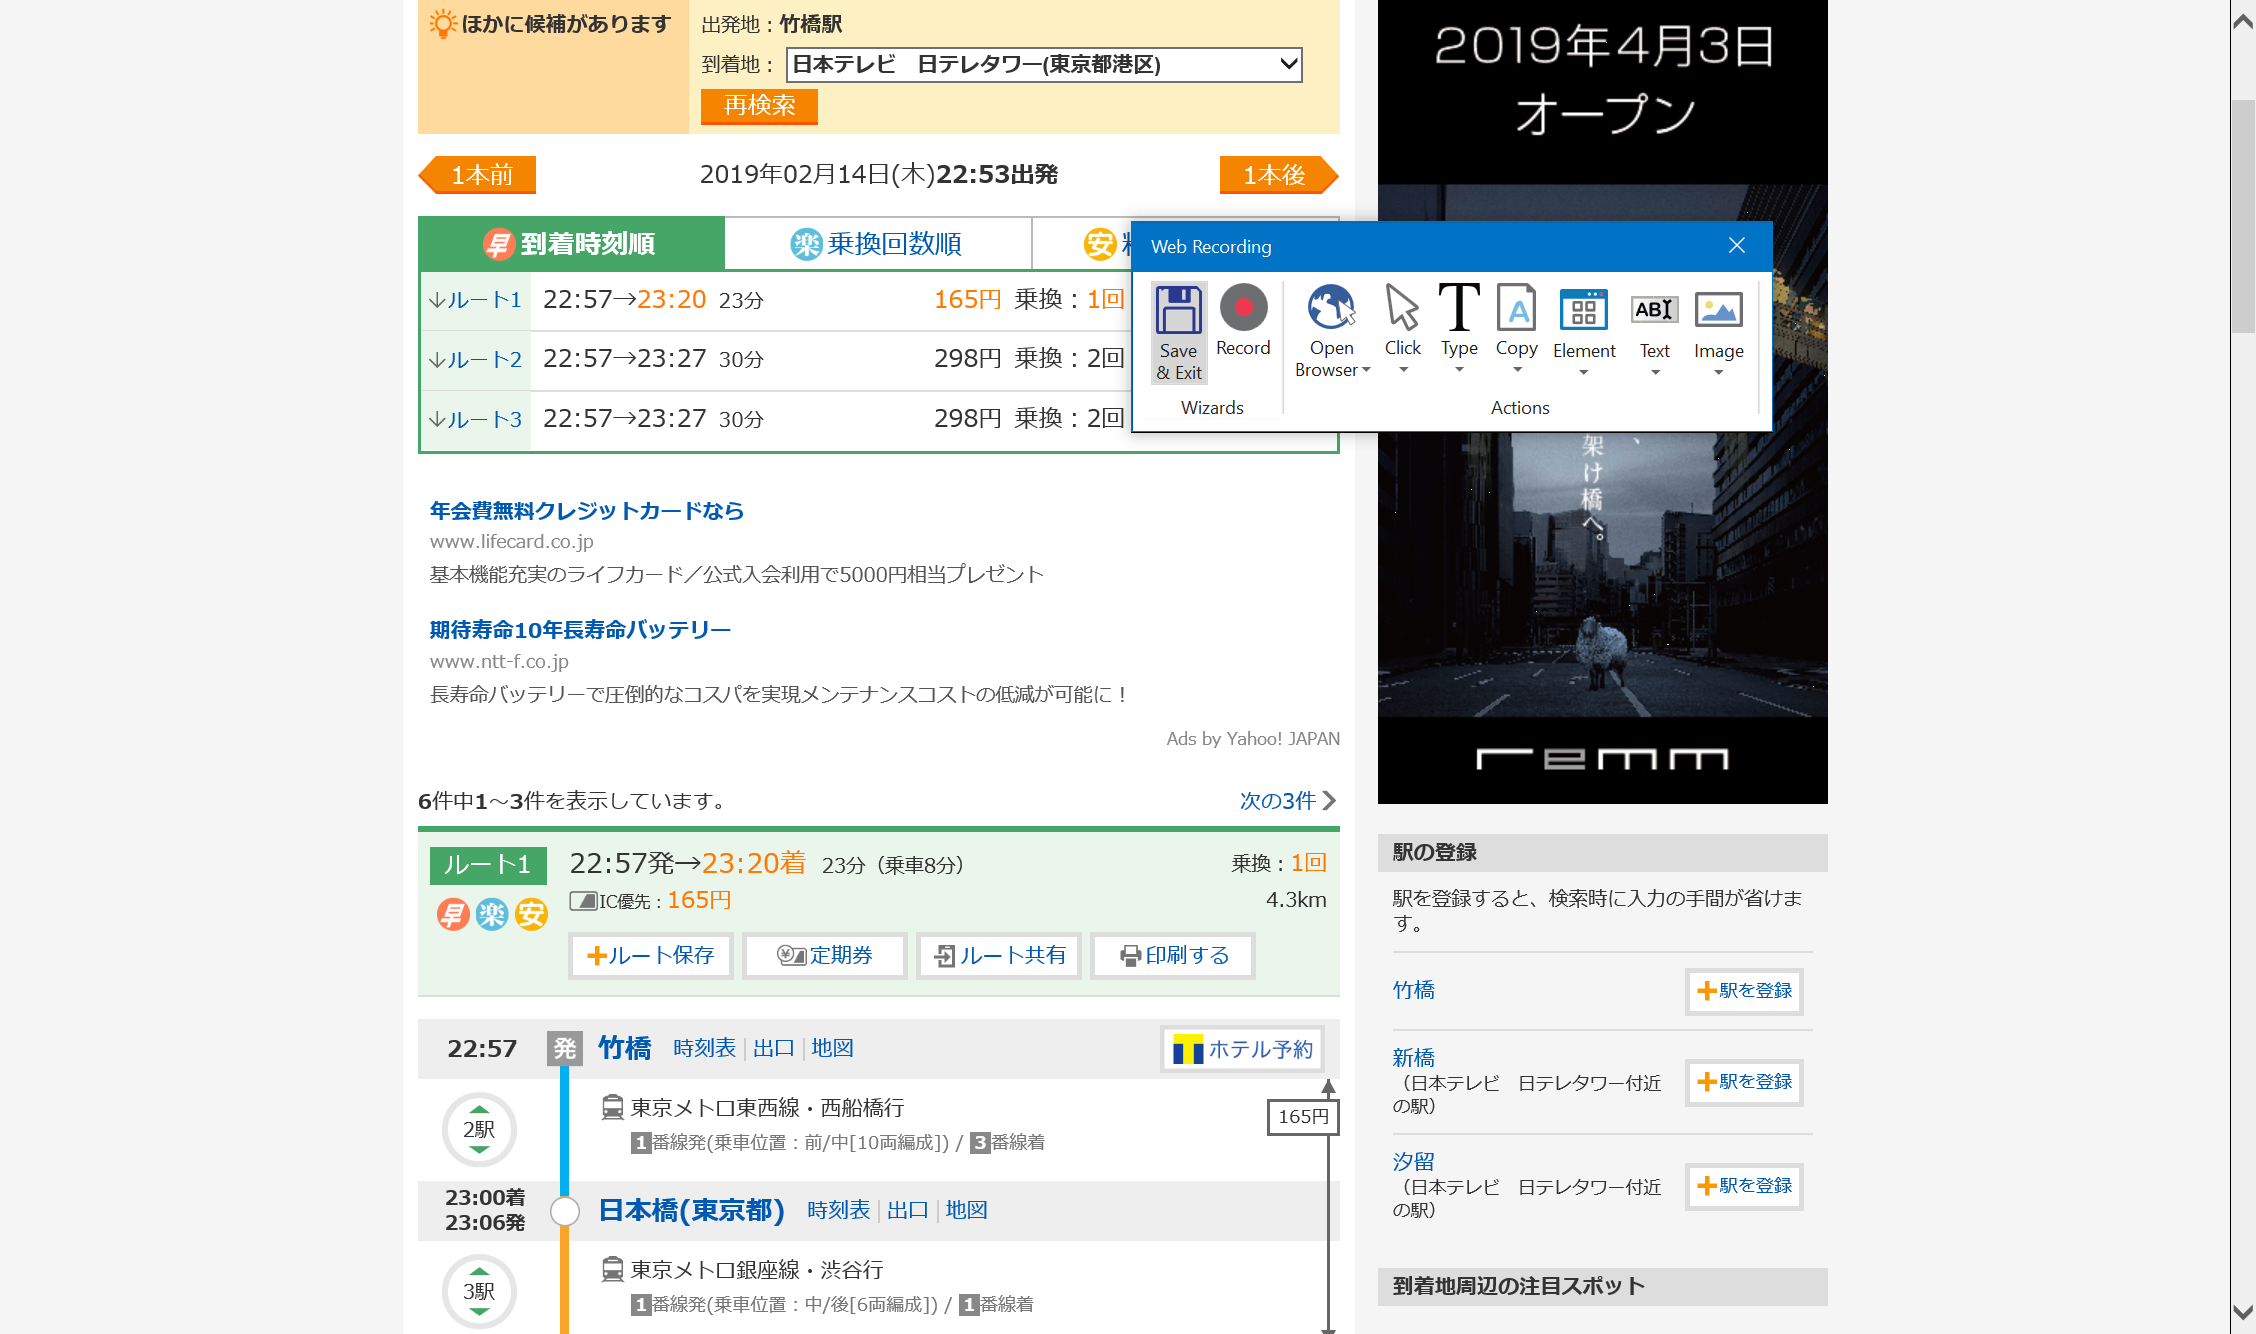 ほかに候補があります
出発地：竹橋駅
到着地：
日本テレビ　日テレタワー(東京都港区)
再検索
1本前
2019年02月14日(木)22:53出発
1本後
早 到着時刻順
楽 乗換回数順
安
ルート1 22:57→23:20 23分 165円 乗換：1回
ルート2 22:57→23:27 30分 298円 乗換：2回
ルート3 22:57→23:27 30分 298円 乗換：2回
Web Recording
Save & Exit
Record
Open Browser
Click
Type
Copy
Element
Text
Image
Wizards
Actions
年会費無料クレジットカードなら
www.lifecard.co.jp
基本機能充実のライフカード／公式入会利用で5000円相当プレゼント
期待寿命10年長寿命バッテリー
www.ntt-f.co.jp
長寿命バッテリーで圧倒的なコスパを実現メンテナンスコストの低減が可能に！
Ads by Yahoo! JAPAN
6件中1～3件を表示しています。
次の3件
ルート1
22:57発→23:20着 23分（乗車8分）
乗換：1回
早 楽 安
IC優先：165円
4.3km
ルート保存
定期券
ルート共有
印刷する
22:57 発 竹橋 時刻表 | 出口 | 地図
ホテル予約
2駅
東京メトロ東西線・西船橋行
1番線発(乗車位置：前/中[10両編成]) / 3番線着
165円
23:00着
23:06発
日本橋(東京都) 時刻表 | 出口 | 地図
3駅
東京メトロ銀座線・渋谷行
1番線発(乗車位置：中/後[6両編成]) / 1番線着
2019年4月3日
オープン
、
架け橋へ。
remm
駅の登録
駅を登録すると、検索時に入力の手間が省けま
す。
竹橋
駅を登録
新橋
（日本テレビ　日テレタワー付近
の駅）
駅を登録
汐留
（日本テレビ　日テレタワー付近
の駅）
駅を登録
到着地周辺の注目スポット